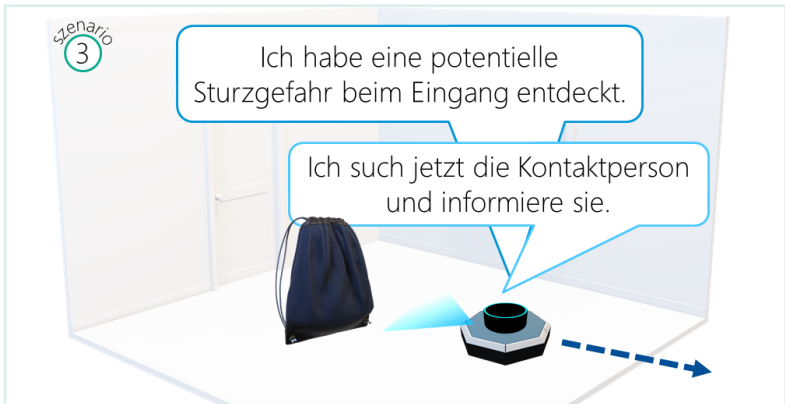 szenario
3
Ich habe eine potentielle
Sturzgefahr beim Eingang entdeckt.
Ich such jetzt die Kontaktperson
und informiere sie.